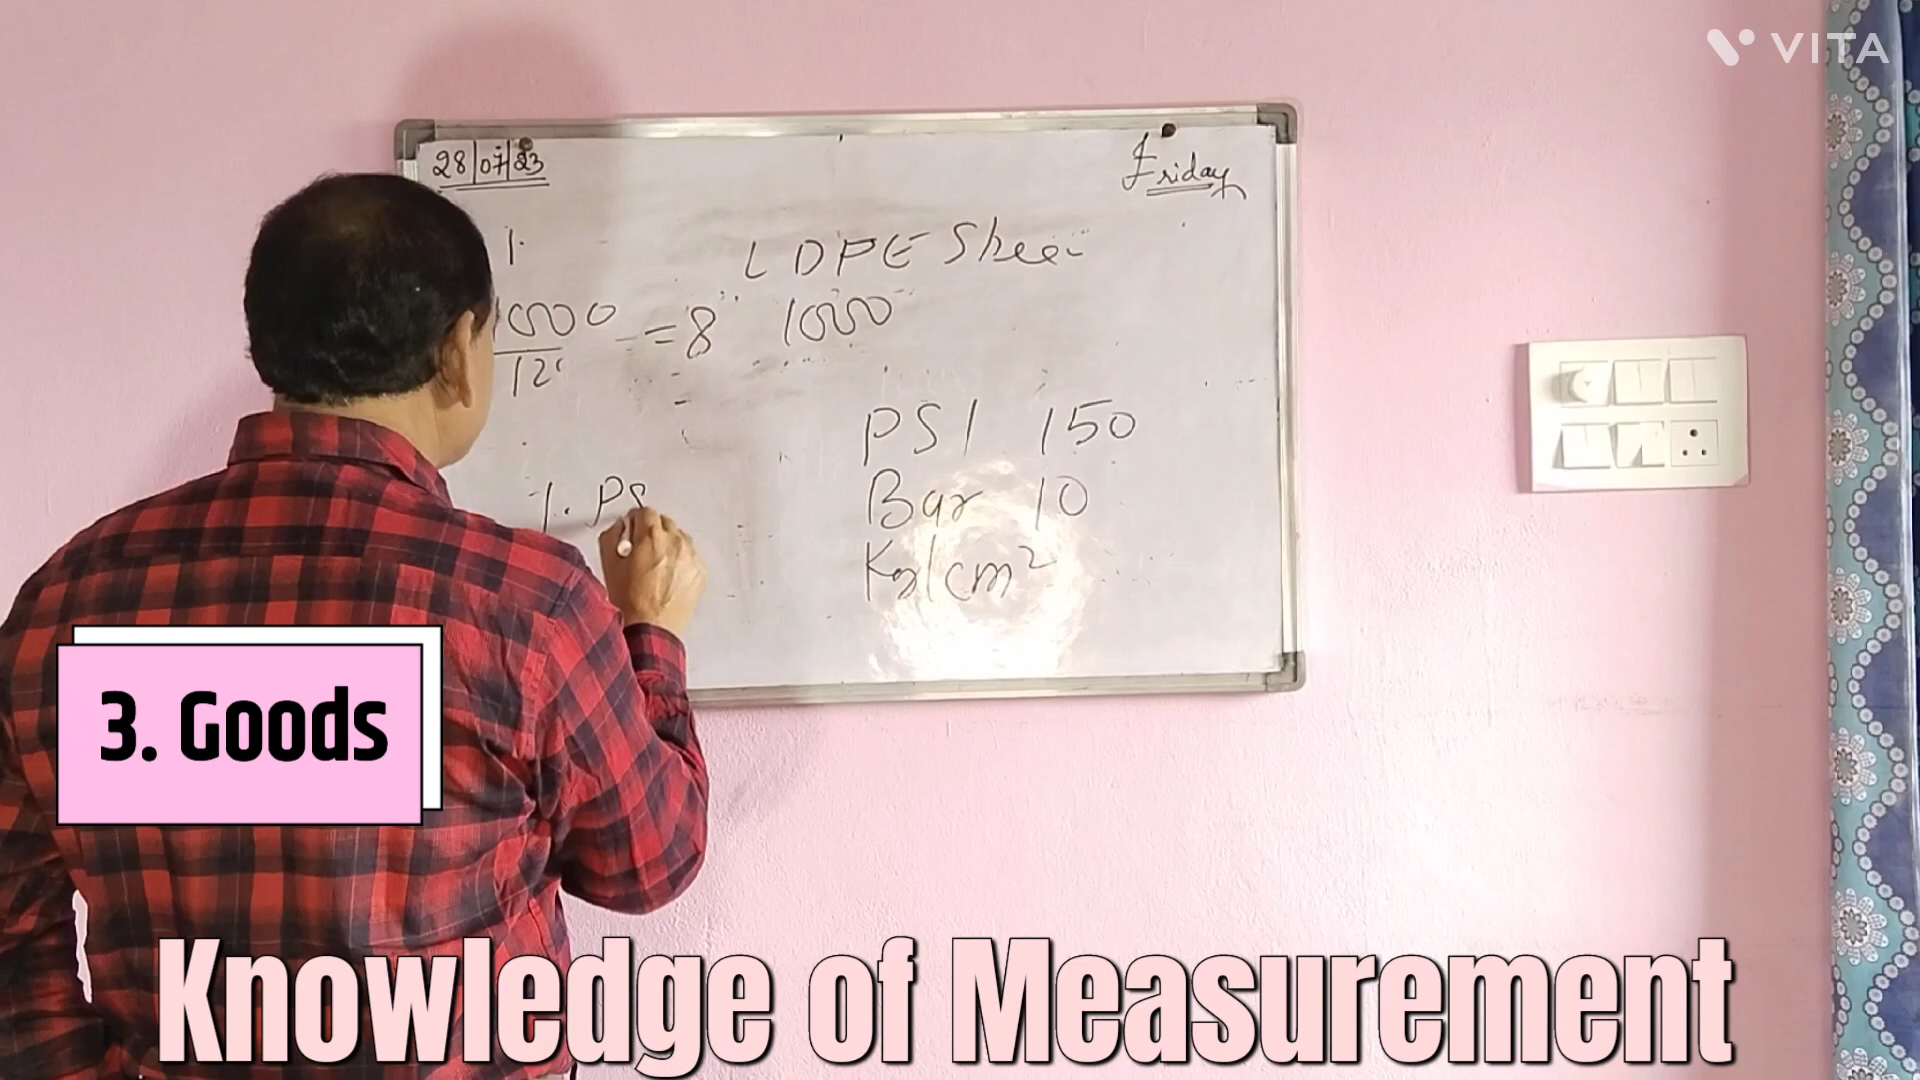 VITA
28/07/23
Friday
1.
LDPE Shee
1000
= 8" 1000
12
PSI 150
Bar 10
Kg/cm²
1. PS
3. Goods
Knowledge of Measurement